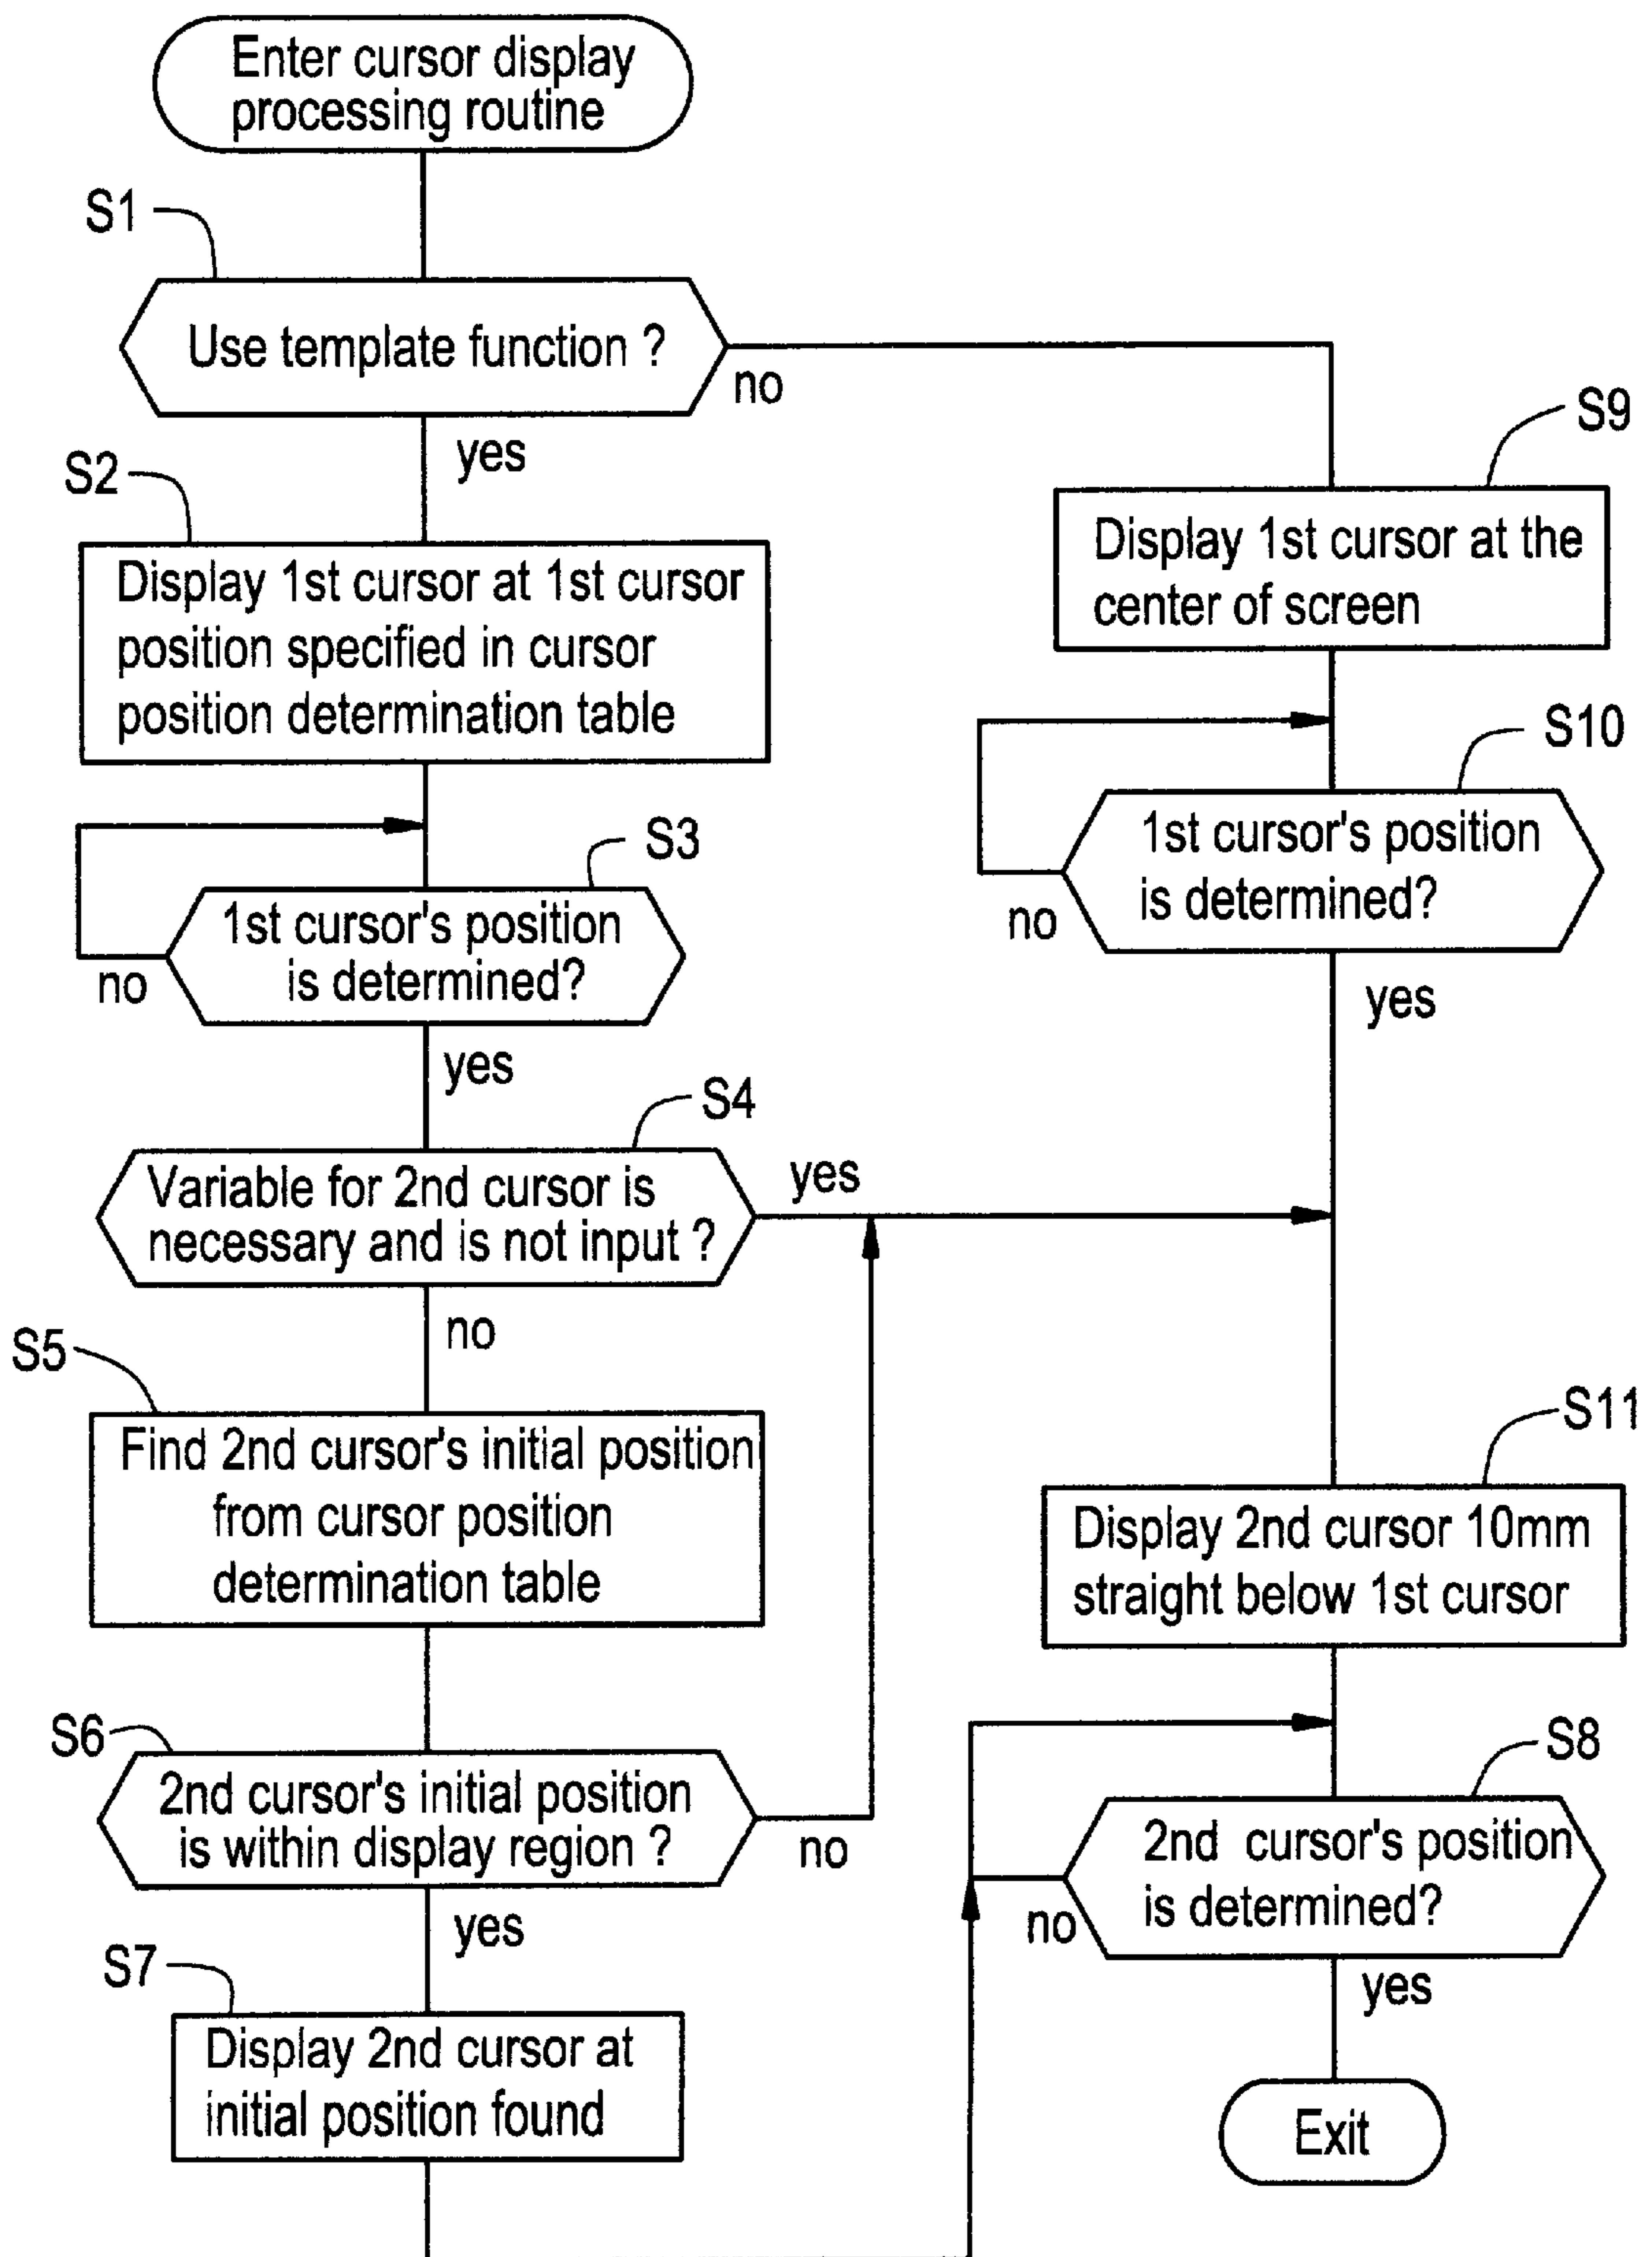 Enter cursor display
processing routine
S1
Use template function ?
no
yes
S2
Display 1st cursor at 1st cursor
position specified in cursor
position determination table
S3
1st cursor's position
is determined?
no
yes
S4
Variable for 2nd cursor is
necessary and is not input ?
yes
no
S5
Find 2nd cursor's initial position
from cursor position
determination table
S6
2nd cursor's initial position
is within display region ?
no
yes
S7
Display 2nd cursor at
initial position found
S9
Display 1st cursor at the
center of screen
S10
1st cursor's position
is determined?
no
yes
S11
Display 2nd cursor 10mm
straight below 1st cursor
S8
2nd cursor's position
is determined?
no
yes
Exit